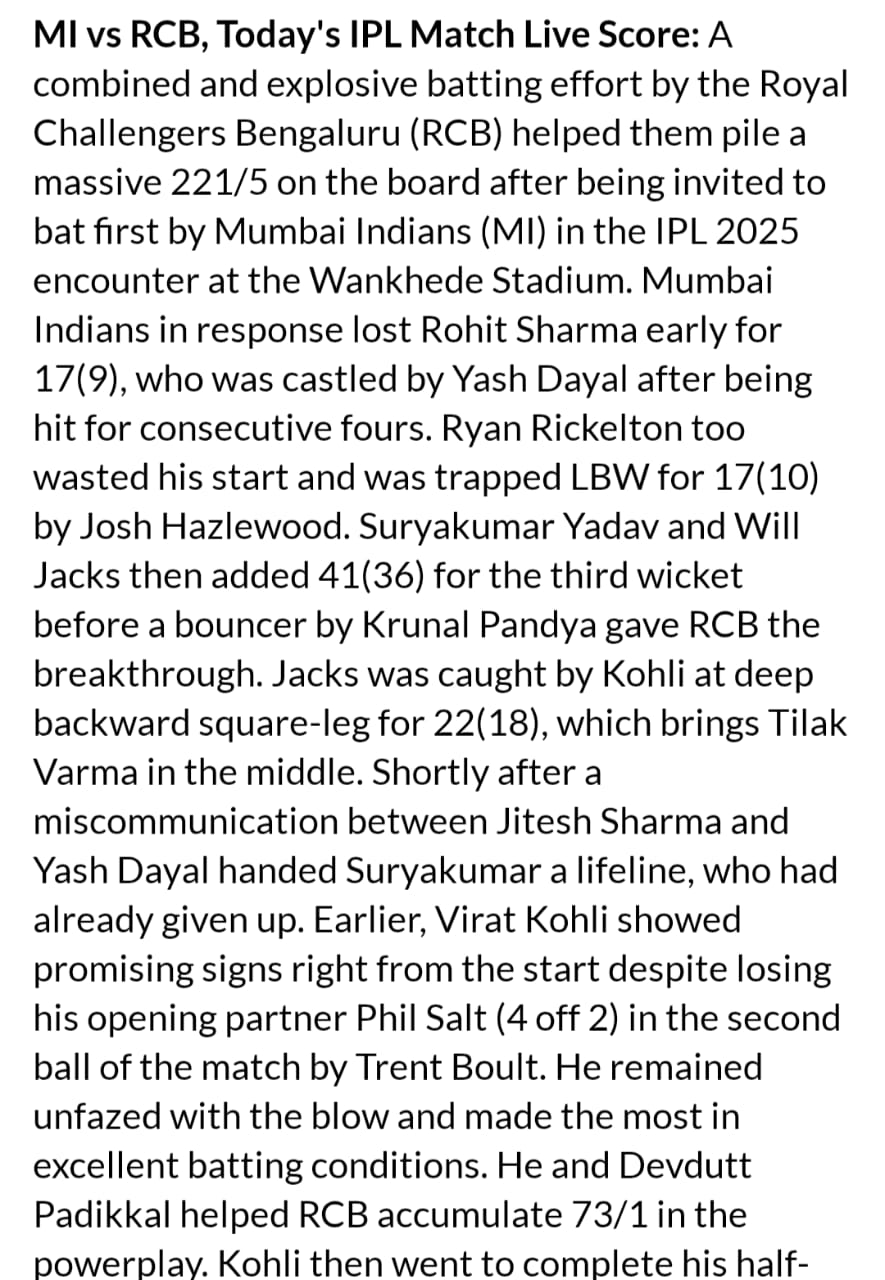 MI vs RCB, Today's IPL Match Live Score: A
combined and explosive batting effort by the Royal
Challengers Bengaluru (RCB) helped them pile a
massive 221/5 on the board after being invited to
bat first by Mumbai Indians (MI) in the IPL 2025
encounter at the Wankhede Stadium. Mumbai
Indians in response lost Rohit Sharma early for
17(9), who was castled by Yash Dayal after being
hit for consecutive fours. Ryan Rickelton too
wasted his start and was trapped LBW for 17(10)
by Josh Hazlewood. Suryakumar Yadav and Will
Jacks then added 41(36) for the third wicket
before a bouncer by Krunal Pandya gave RCB the
breakthrough. Jacks was caught by Kohli at deep
backward square-leg for 22(18), which brings Tilak
Varma in the middle. Shortly after a
miscommunication between Jitesh Sharma and
Yash Dayal handed Suryakumar a lifeline, who had
already given up. Earlier, Virat Kohli showed
promising signs right from the start despite losing
his opening partner Phil Salt (4 off 2) in the second
ball of the match by Trent Boult. He remained
unfazed with the blow and made the most in
excellent batting conditions. He and Devdutt
Padikkal helped RCB accumulate 73/1 in the
powerplay. Kohli then went to complete his half-